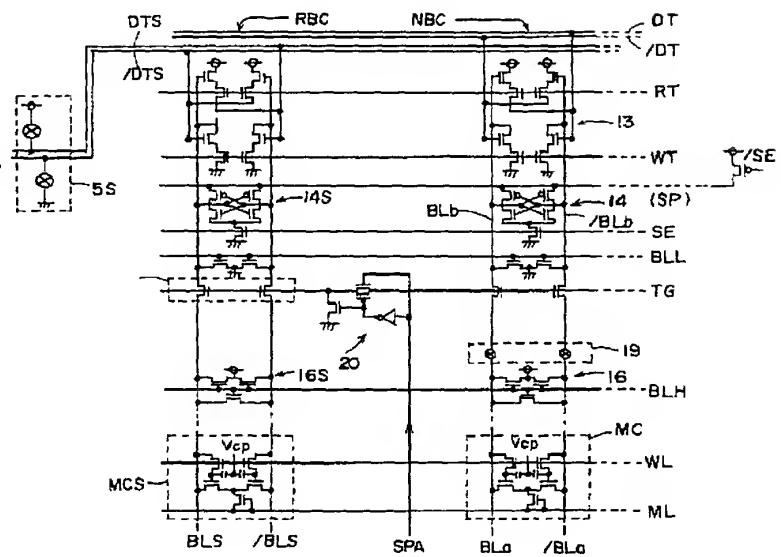 DTS RBC NBC DT
/DTS /DT
RT
13
WT
/SE
5S
14S 14 (SP)
BLb /BLb
SE
BLL
TG
20 19
16S 16
BLH
Vcp Vcp MC
MCS WL
ML
BLS /BLS SPA BLa /BLa